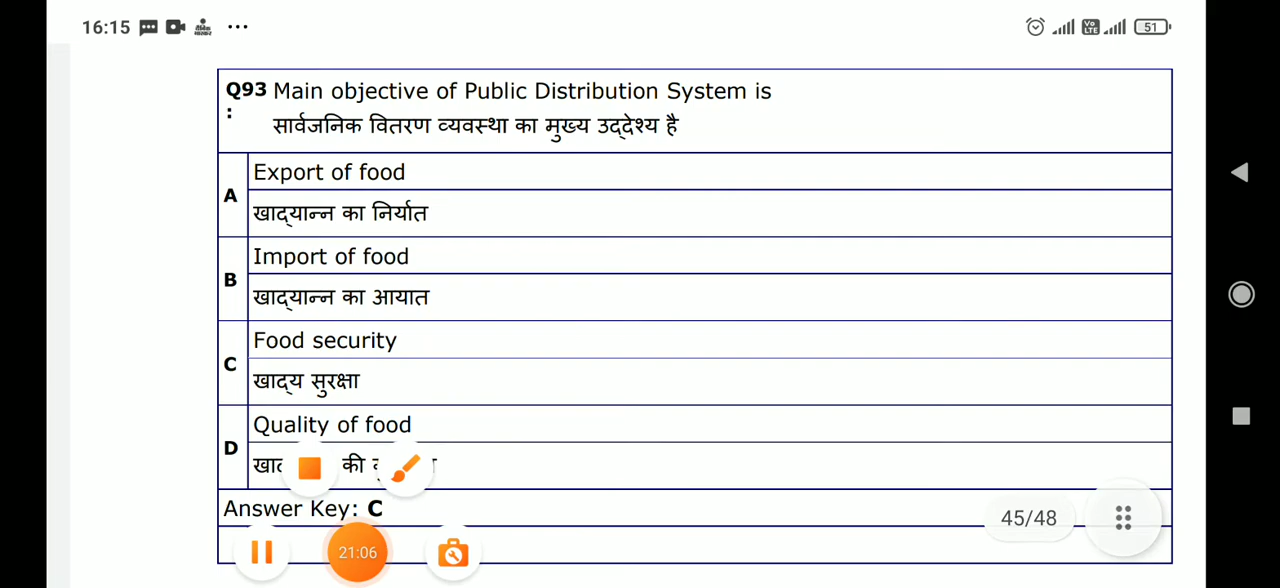 16:15
51
Q93 Main objective of Public Distribution System is
:
सार्वजनिक वितरण व्यवस्था का मुख्य उद्देश्य है
A
Export of food
खाद्यान्न का निर्यात
B
Import of food
खाद्यान्न का आयात
C
Food security
खाद्य सुरक्षा
D
Quality of food
की
Answer Key: C
45/48
21:06